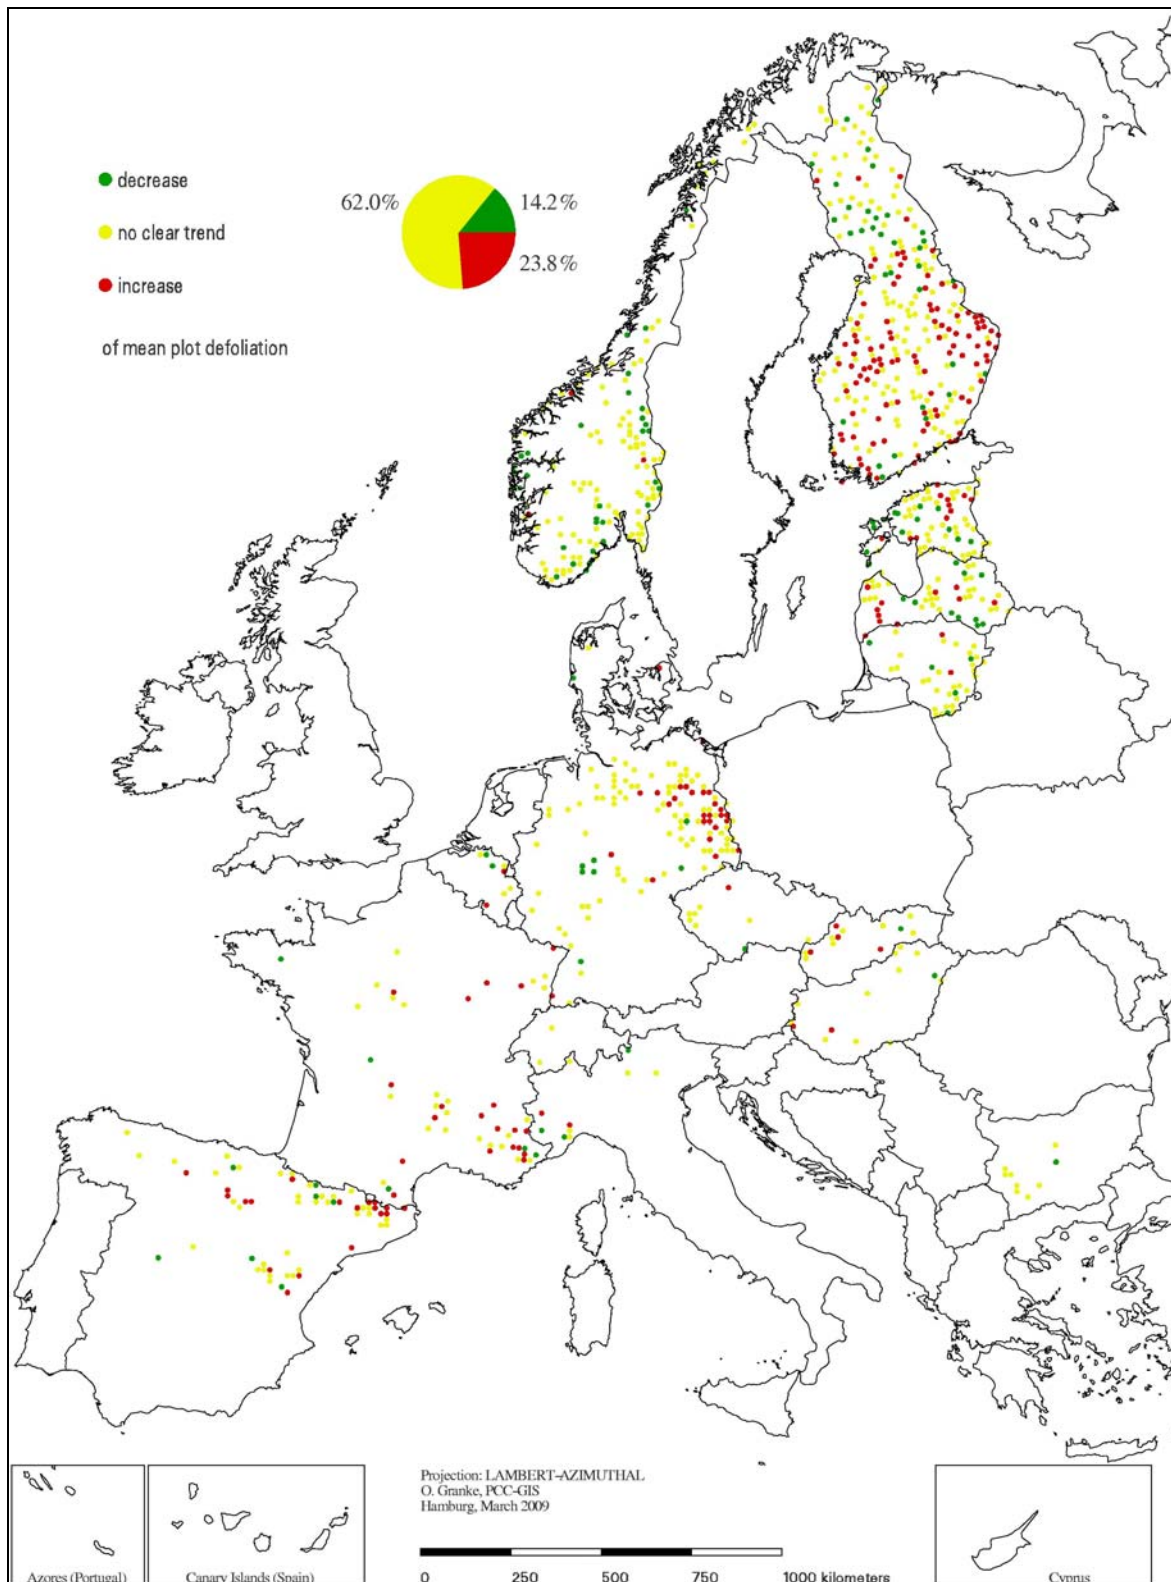 decrease
62.0%
14.2%
no clear trend
23.8%
increase
of mean plot defoliation
Projection: LAMBERT-AZIMUTHAL
O. Granke, PCC-GIS
Hamburg, March 2009
Azores (Portugal)
Canary Islands (Spain)
0 250 500 750 1000 kilometers
Cyprus